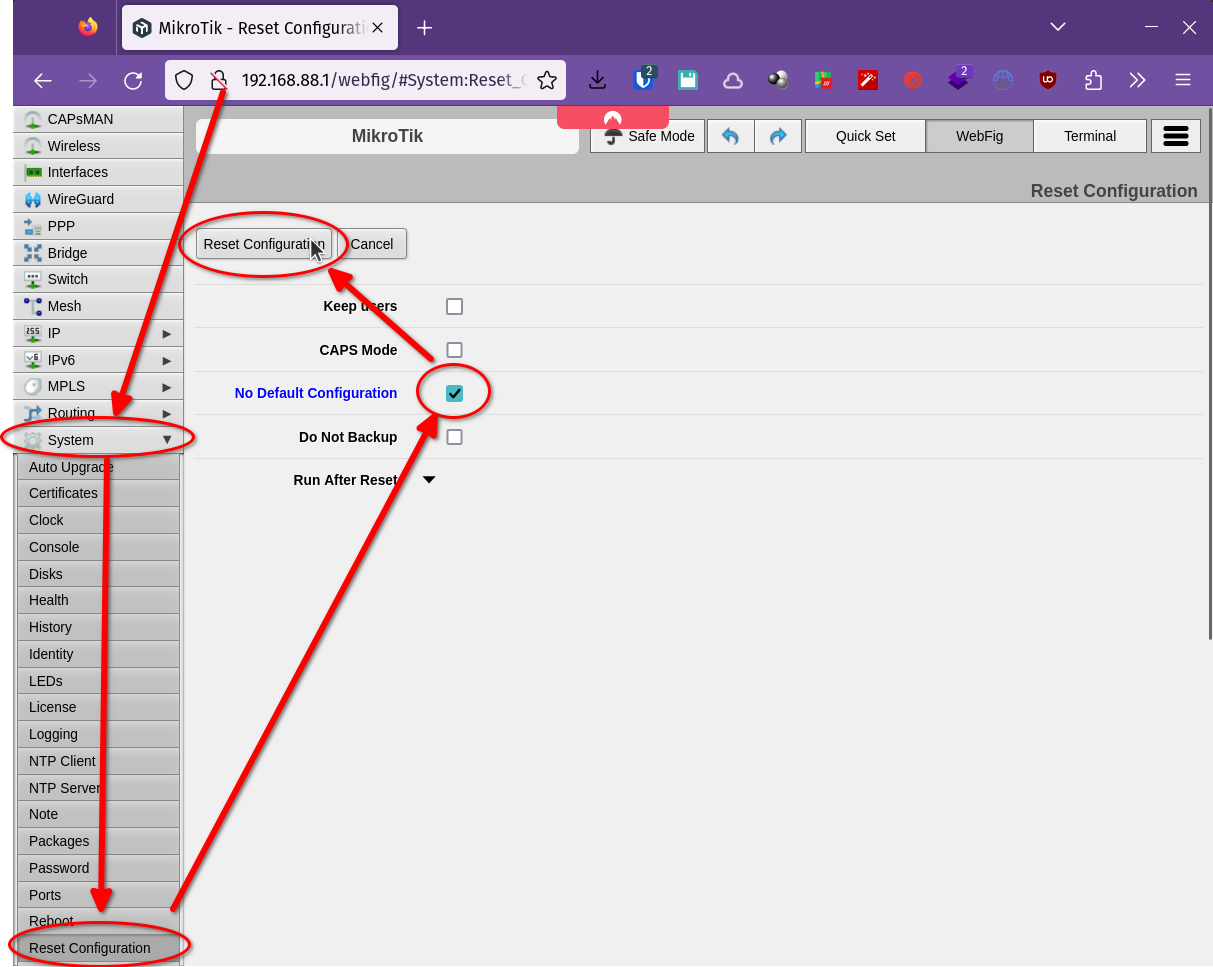 MikroTik - Reset Configurati
192.168.88.1/webfig/#System:Reset_C
2
2
CAPsMAN
Wireless
Interfaces
WireGuard
PPP
Bridge
Switch
Mesh
IP
IPv6
MPLS
Routing
System
Auto Upgrade
Certificates
Clock
Console
Disks
Health
History
Identity
LEDs
License
Logging
NTP Client
NTP Server
Note
Packages
Password
Ports
Reboot
Reset Configuration
MikroTik
Safe Mode
Quick Set
WebFig
Terminal
Reset Configuration
Reset Configuration
Cancel
Keep users
CAPS Mode
No Default Configuration
Do Not Backup
Run After Reset